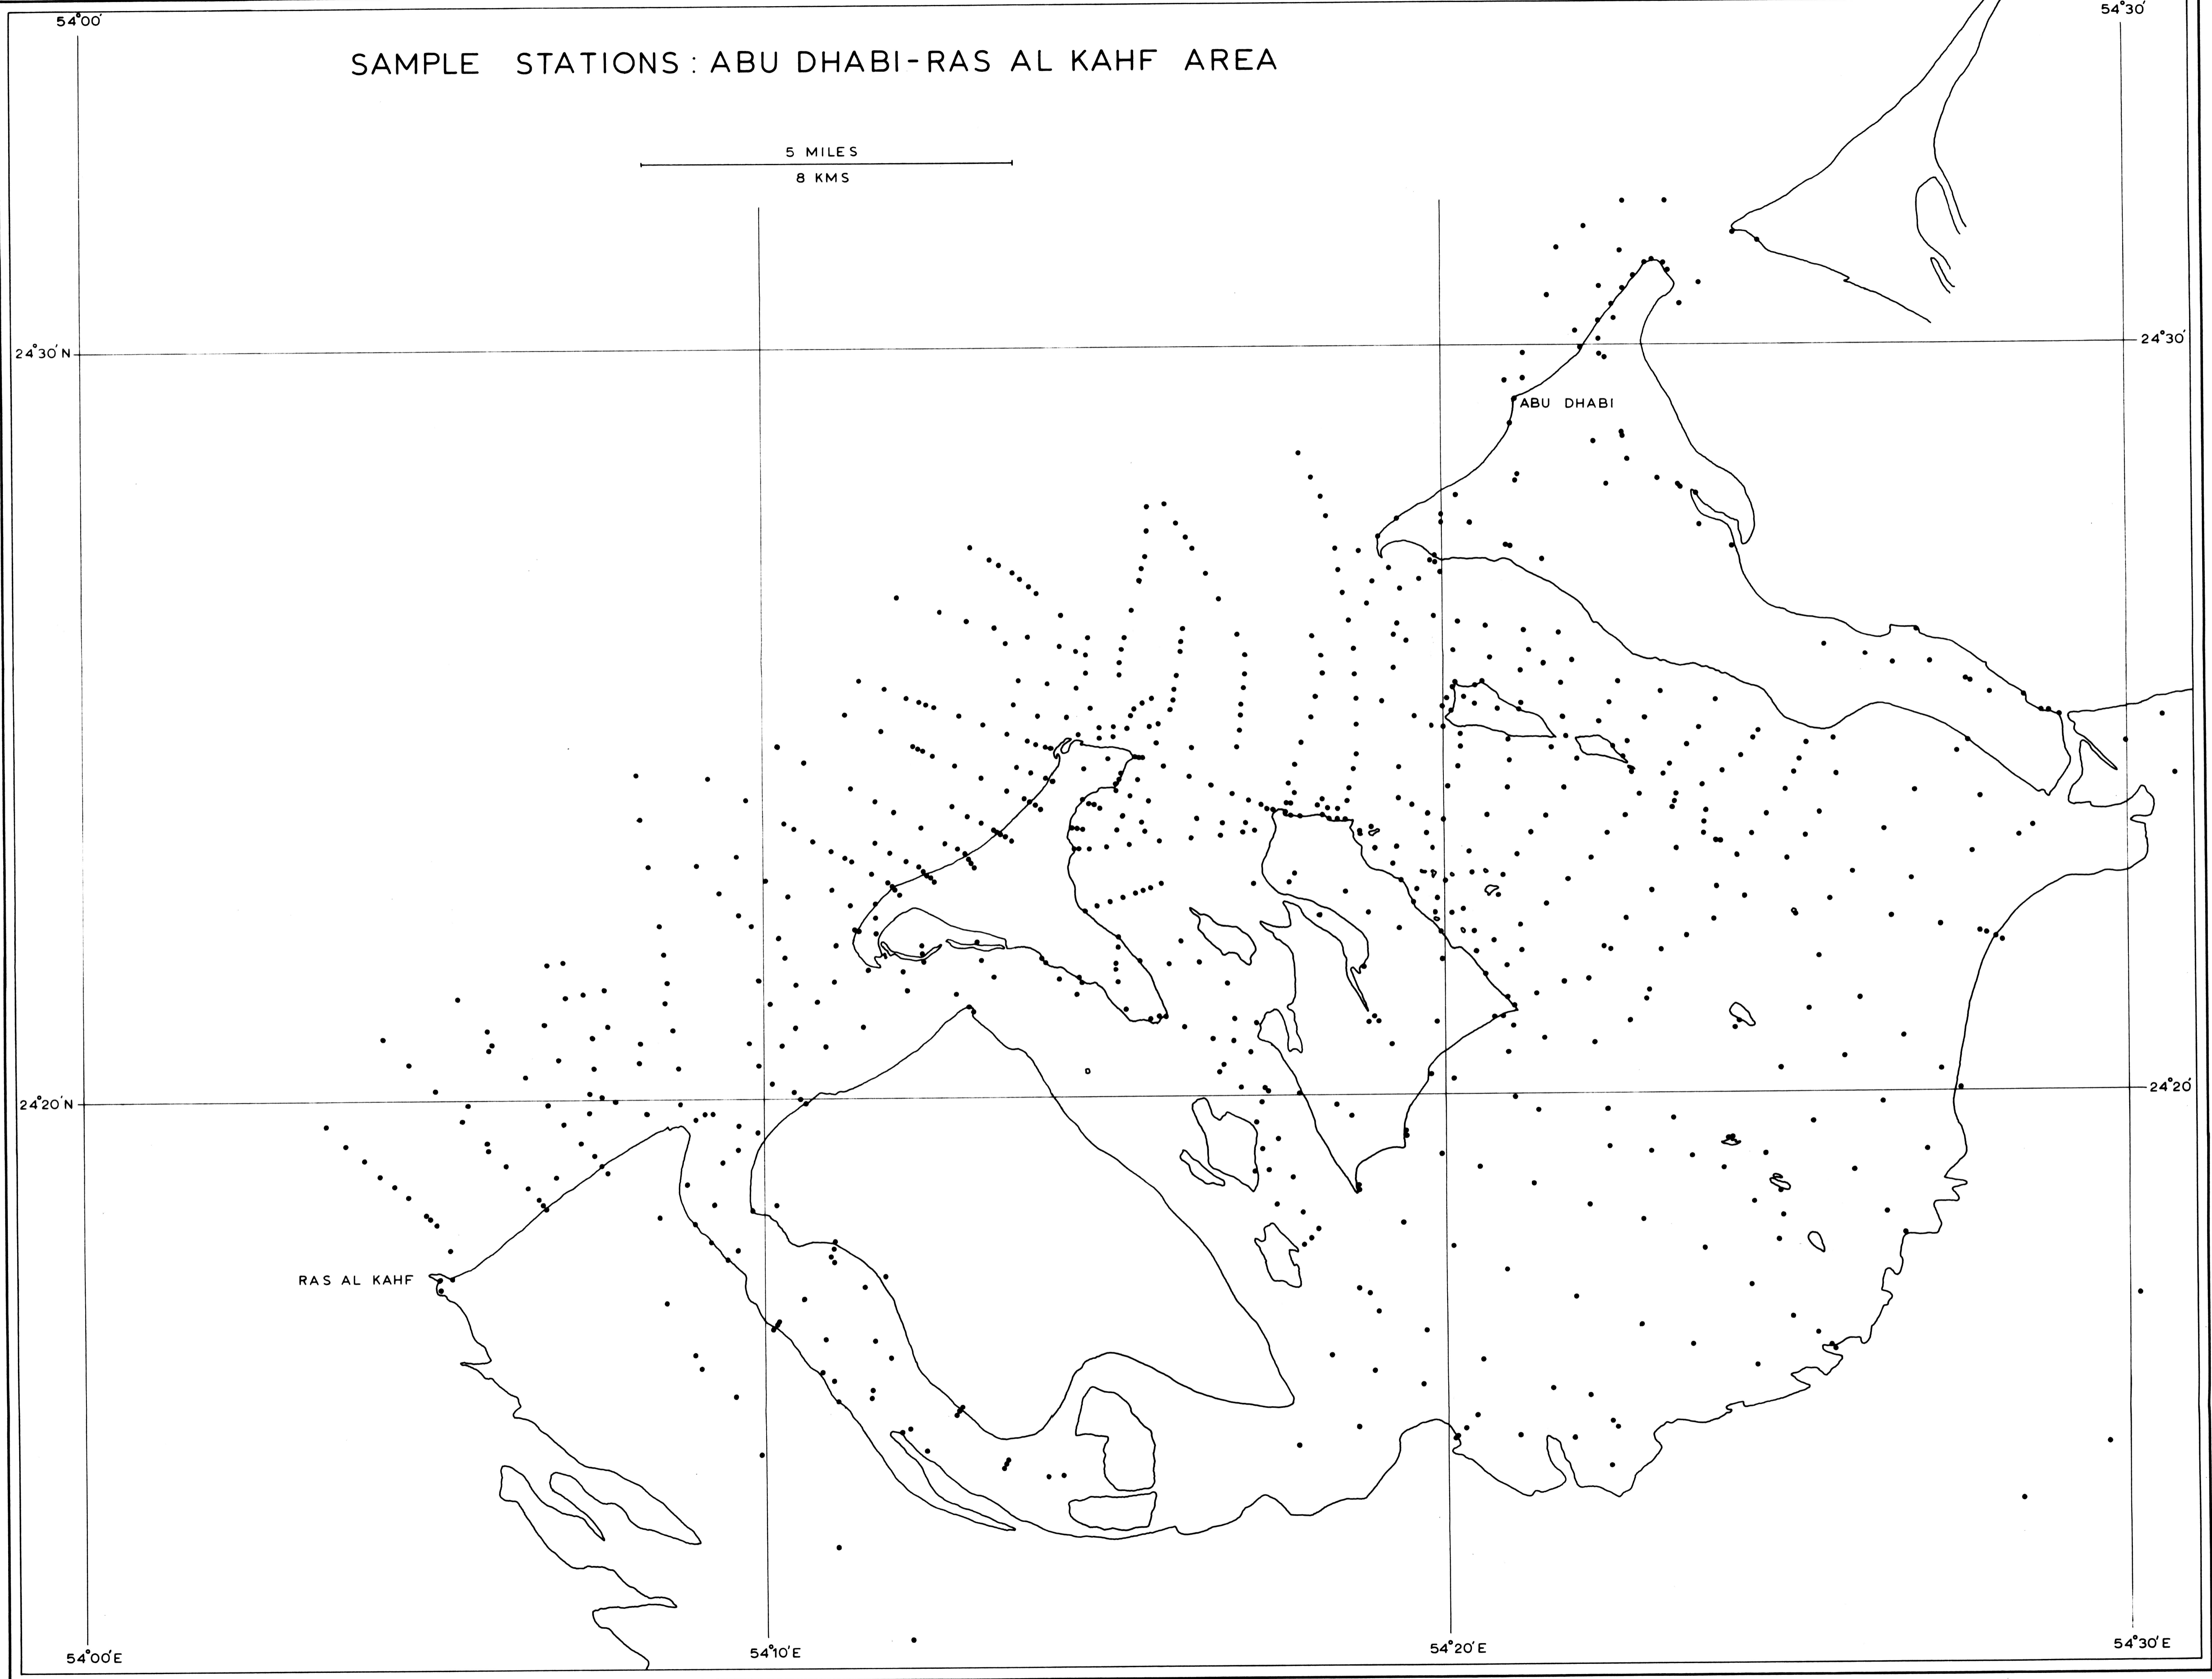 54°00' 54°30'
SAMPLE STATIONS: ABU DHABI-RAS AL KAHF AREA
5 MILES
8 KMS
24°30'N 24°30'
ABU DHABI
24°20'N 24°20'
RAS AL KAHF
54°00'E 54°10'E 54°20'E 54°30'E